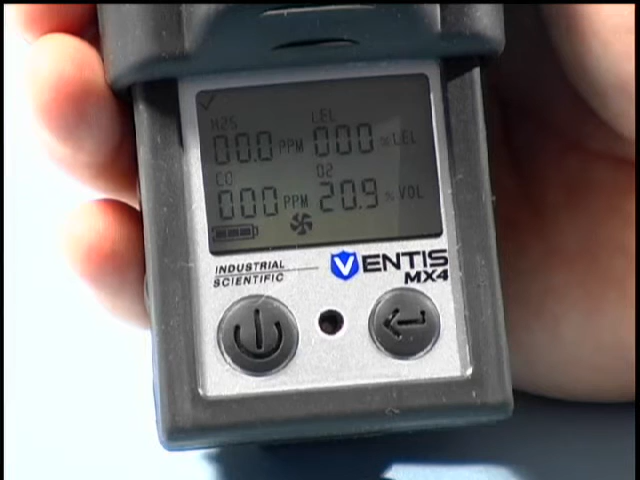 H2S LEL
00.0 PPM 000 % LEL
CO O2
000 PPM 20.9 % VOL
INDUSTRIAL
SCIENTIFIC
VENTIS
MX4